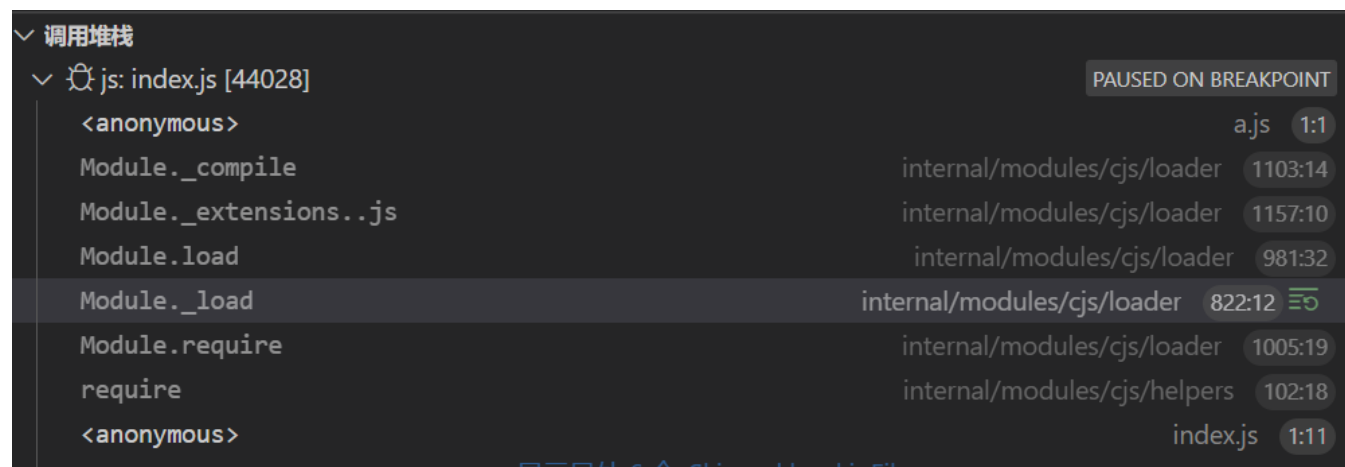 调用堆栈
js: index.js [44028] PAUSED ON BREAKPOINT
<anonymous> a.js 1:1
Module._compile internal/modules/cjs/loader 1103:14
Module._extensions..js internal/modules/cjs/loader 1157:10
Module.load internal/modules/cjs/loader 981:32
Module._load internal/modules/cjs/loader 822:12
Module.require internal/modules/cjs/loader 1005:19
require internal/modules/cjs/helpers 102:18
<anonymous> index.js 1:11